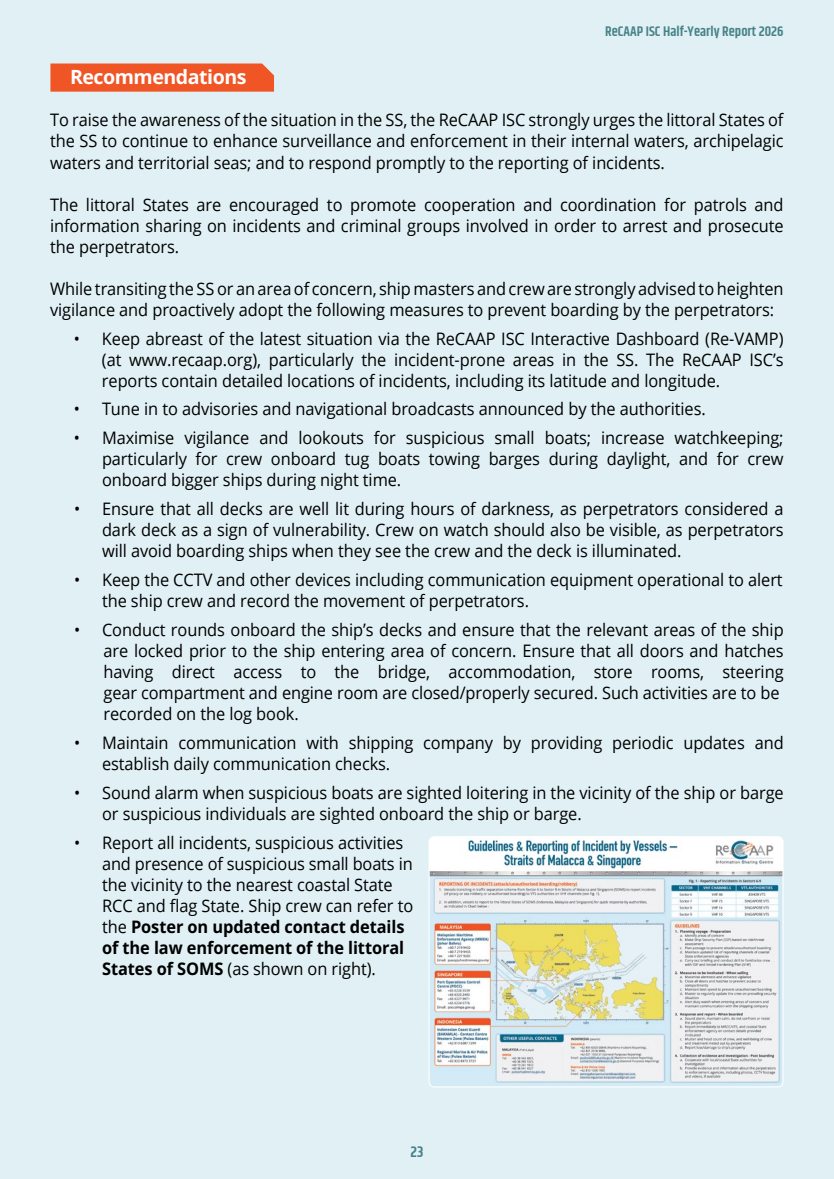 ReCAAP ISC Half-Yearly Report 2026
Recommendations
To raise the awareness of the situation in the SS, the ReCAAP ISC strongly urges the littoral States of
the SS to continue to enhance surveillance and enforcement in their internal waters, archipelagic
waters and territorial seas; and to respond promptly to the reporting of incidents.
The littoral States are encouraged to promote cooperation and coordination for patrols and
information sharing on incidents and criminal groups involved in order to arrest and prosecute
the perpetrators.
While transiting the SS or an area of concern, ship masters and crew are strongly advised to heighten
vigilance and proactively adopt the following measures to prevent boarding by the perpetrators:
• Keep abreast of the latest situation via the ReCAAP ISC Interactive Dashboard (Re-VAMP)
(at www.recaap.org), particularly the incident-prone areas in the SS. The ReCAAP ISC's
reports contain detailed locations of incidents, including its latitude and longitude.
• Tune in to advisories and navigational broadcasts announced by the authorities.
• Maximise vigilance and lookouts for suspicious small boats; increase watchkeeping;
particularly for crew onboard tug boats towing barges during daylight, and for crew
onboard bigger ships during night time.
• Ensure that all decks are well lit during hours of darkness, as perpetrators considered a
dark deck as a sign of vulnerability. Crew on watch should also be visible, as perpetrators
will avoid boarding ships when they see the crew and the deck is illuminated.
• Keep the CCTV and other devices including communication equipment operational to alert
the ship crew and record the movement of perpetrators.
• Conduct rounds onboard the ship's decks and ensure that the relevant areas of the ship
are locked prior to the ship entering area of concern. Ensure that all doors and hatches
having direct access to the bridge, accommodation, store rooms, steering
gear compartment and engine room are closed/properly secured. Such activities are to be
recorded on the log book.
• Maintain communication with shipping company by providing periodic updates and
establish daily communication checks.
• Sound alarm when suspicious boats are sighted loitering in the vicinity of the ship or barge
or suspicious individuals are sighted onboard the ship or barge.
• Report all incidents, suspicious activities
and presence of suspicious small boats in
the vicinity to the nearest coastal State
RCC and flag State. Ship crew can refer to
the Poster on updated contact details
of the law enforcement of the littoral
States of SOMS (as shown on right).
Guidelines & Reporting of Incident by Vessels –
Straits of Malacca & Singapore
ReCAAP
Information Sharing Centre
REPORTING OF INCIDENTS (attack/unauthorised boarding/robbery)
MALAYSIA
SINGAPORE
INDONESIA
OTHER USEFUL CONTACTS
GUIDELINES
23